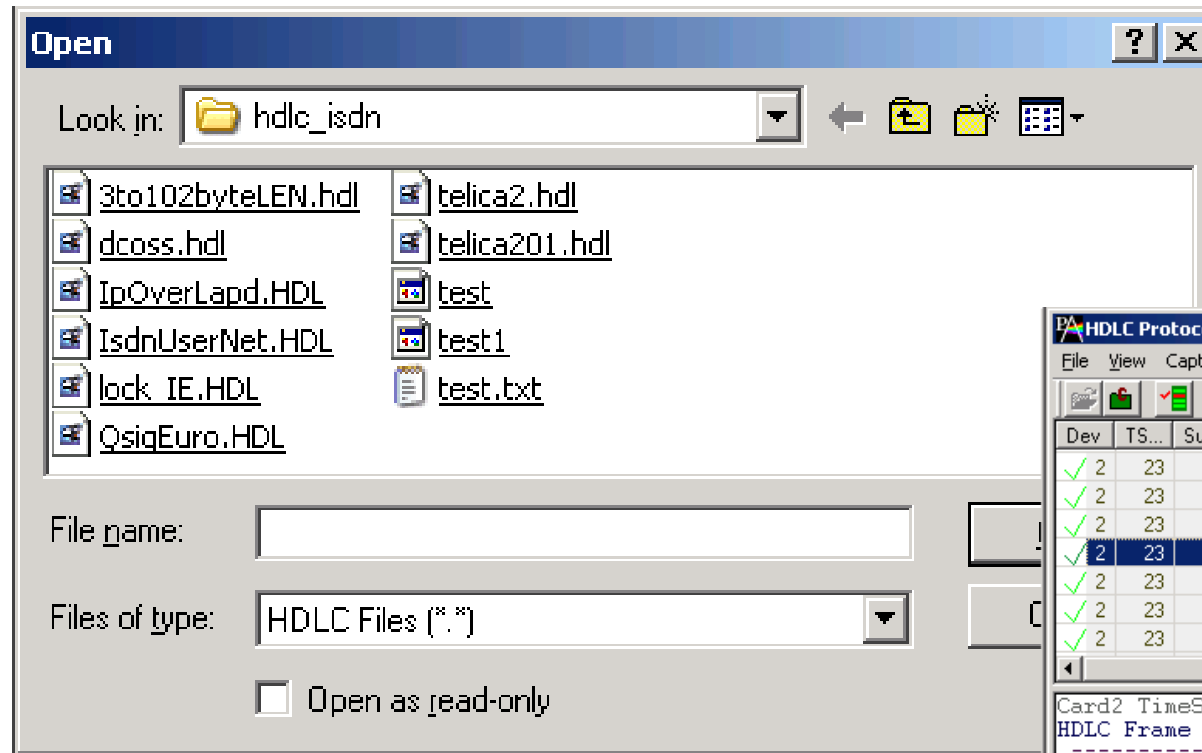 Open
Look in: hdlc_isdn
3to102byteLEN.hdl
dcoss.hdl
IpOverLapd.HDL
IsdnUserNet.HDL
lock_IE.HDL
QsigEuro.HDL
telica2.hdl
telica201.hdl
test
test1
test.txt
File name:
Files of type: HDLC Files (*.*)
Open as read-only
HDLC
File View
Dev TS...
2 23
2 23
2 23
2 23
2 23
2 23
2 23
Card2
HDLC Frame